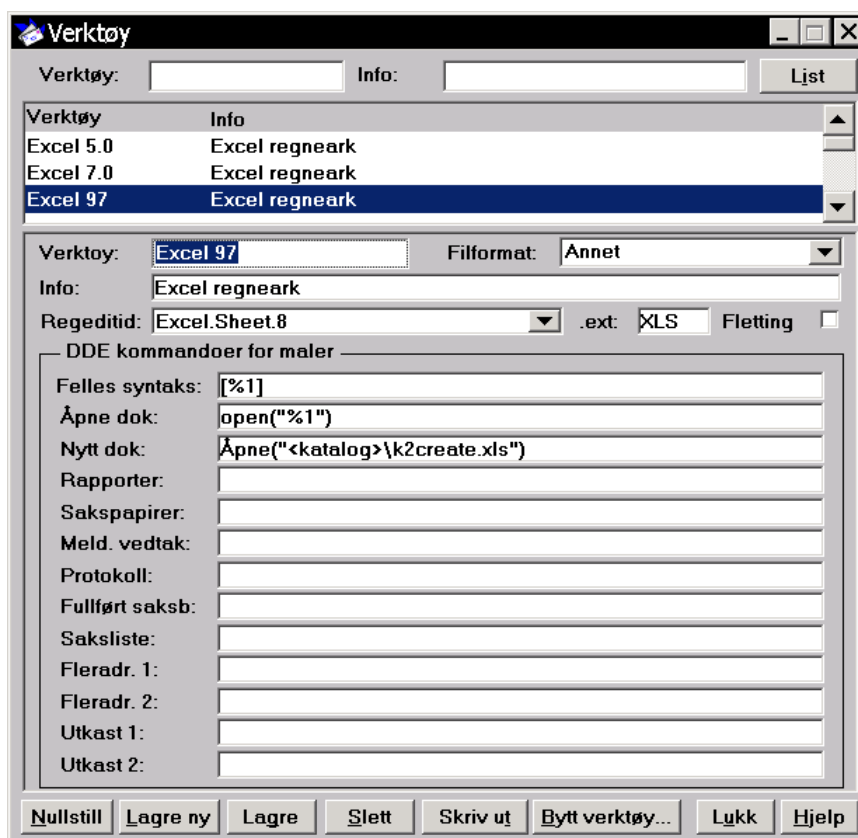 Verktøy
Verktøy: Info: List
Verktøy Info
Excel 5.0 Excel regneark
Excel 7.0 Excel regneark
Excel 97 Excel regneark
Verktoy: Excel 97 Filformat: Annet
Info: Excel regneark
Regeditid: Excel.Sheet.8 .ext: XLS Fletting
DDE kommandoer for maler
Felles syntaks: [%1]
Åpne dok: open("%1")
Nytt dok: Åpne("<katalog>\k2create.xls")
Rapporter:
Sakspapirer:
Meld. vedtak:
Protokoll:
Fullført saksb:
Saksliste:
Fleradr. 1:
Fleradr. 2:
Utkast 1:
Utkast 2:
Nullstill Lagre ny Lagre Slett Skriv ut Bytt verktøy... Lukk Hjelp